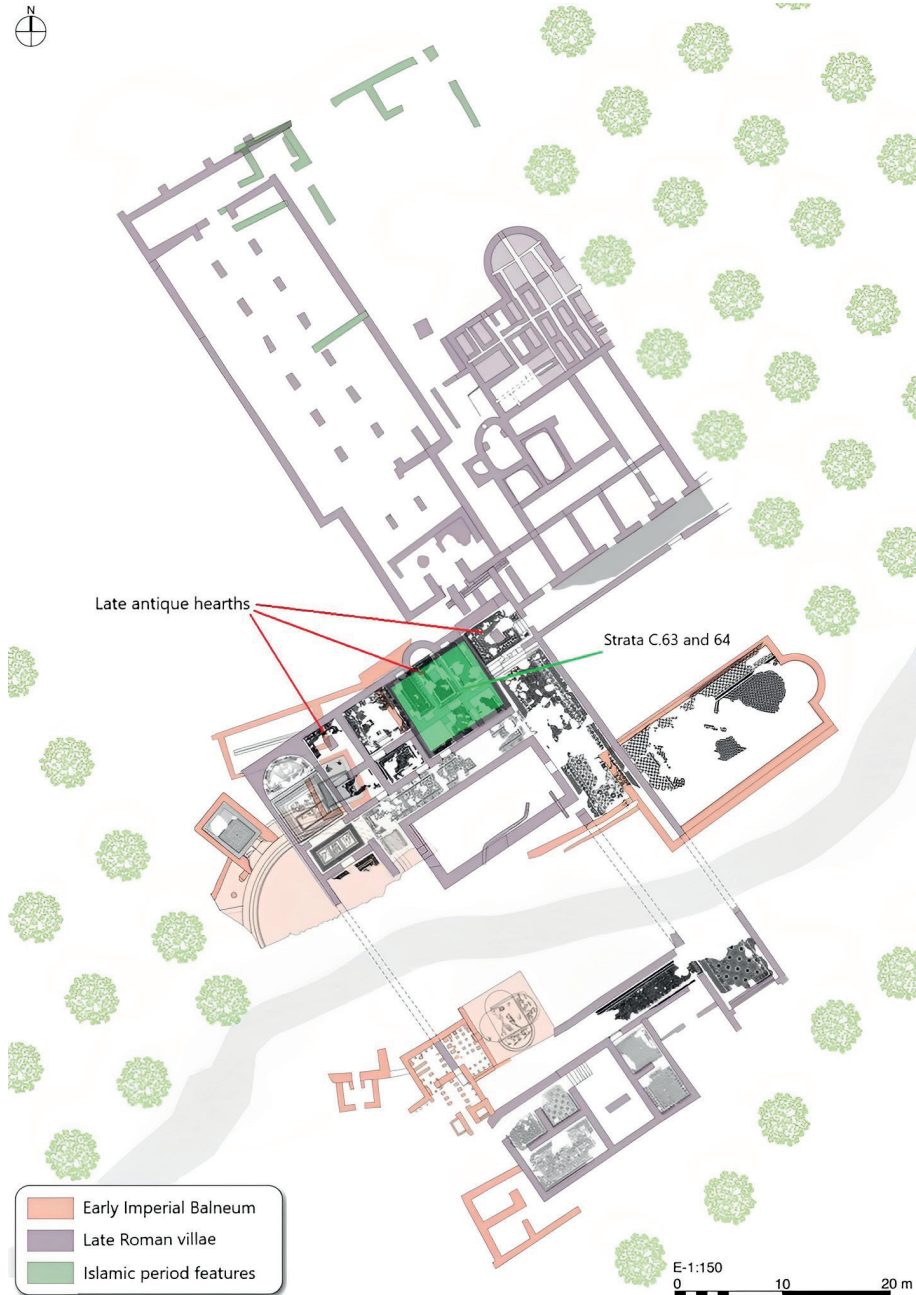 N
Late antique hearths
Strata C.63 and 64
Early Imperial Balneum
Late Roman villae
Islamic period features
E-1:150
0 10 20 m